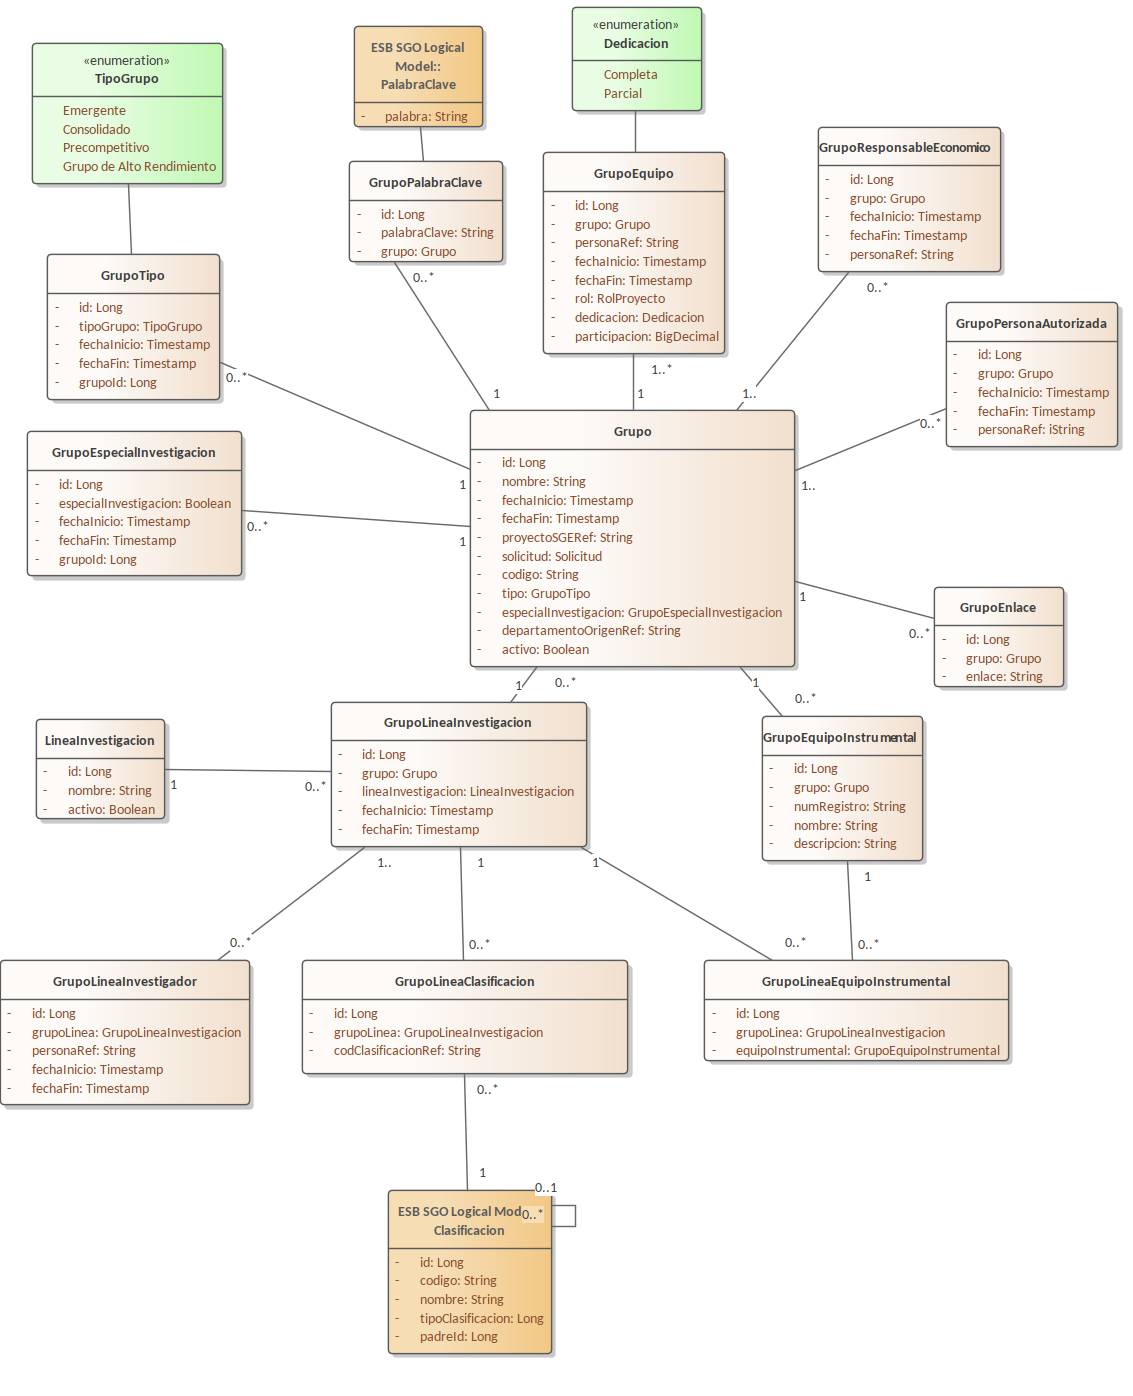 «enumeration»
TipoGrupo
Emergente
Consolidado
Precompetitivo
Grupo de Alto Rendimiento
ESB SGO Logical
Model::
PalabraClave
- palabra: String
«enumeration»
Dedicacion
Completa
Parcial
GrupoPalabraClave
- id: Long
- palabraClave: String
- grupo: Grupo
0..*
1
GrupoEquipo
- id: Long
- grupo: Grupo
- personaRef: String
- fechaInicio: Timestamp
- fechaFin: Timestamp
- rol: RolProyecto
- dedicacion: Dedicacion
- participacion: BigDecimal
1..*
1
GrupoResponsableEconomico
- id: Long
- grupo: Grupo
- fechaInicio: Timestamp
- fechaFin: Timestamp
- personaRef: String
0..*
1..
GrupoTipo
- id: Long
- tipoGrupo: TipoGrupo
- fechaInicio: Timestamp
- fechaFin: Timestamp
- grupoId: Long
0..*
1
GrupoPersonaAutorizada
- id: Long
- grupo: Grupo
- fechaInicio: Timestamp
- fechaFin: Timestamp
- personaRef: iString
0..*
1..
GrupoEspecialInvestigacion
- id: Long
- especialInvestigacion: Boolean
- fechaInicio: Timestamp
- fechaFin: Timestamp
- grupoId: Long
0..*
1
Grupo
- id: Long
- nombre: String
- fechaInicio: Timestamp
- fechaFin: Timestamp
- proyectoSGERef: String
- solicitud: Solicitud
- codigo: String
- tipo: GrupoTipo
- especialInvestigacion: GrupoEspecialInvestigacion
- departamentoOrigenRef: String
- activo: Boolean
1
0..*
GrupoEnlace
- id: Long
- grupo: Grupo
- enlace: String
1
0..*
1
0..*
LineaInvestigacion
- id: Long
- nombre: String
- activo: Boolean
1
0..*
GrupoLineaInvestigacion
- id: Long
- grupo: Grupo
- lineaInvestigacion: LineaInvestigacion
- fechaInicio: Timestamp
- fechaFin: Timestamp
GrupoEquipoInstrumental
- id: Long
- grupo: Grupo
- numRegistro: String
- nombre: String
- descripcion: String
1..
1
1
1
0..*
0..*
0..*
0..*
GrupoLineaInvestigador
- id: Long
- grupoLinea: GrupoLineaInvestigacion
- personaRef: String
- fechaInicio: Timestamp
- fechaFin: Timestamp
GrupoLineaClasificacion
- id: Long
- grupoLinea: GrupoLineaInvestigacion
- codClasificacionRef: String
GrupoLineaEquipoInstrumental
- id: Long
- grupoLinea: GrupoLineaInvestigacion
- equipoInstrumental: GrupoEquipoInstrumental
0..*
1
0..1
0..*
ESB SGO Logical Mod
Clasificacion
- id: Long
- codigo: String
- nombre: String
- tipoClasificacion: Long
- padreId: Long